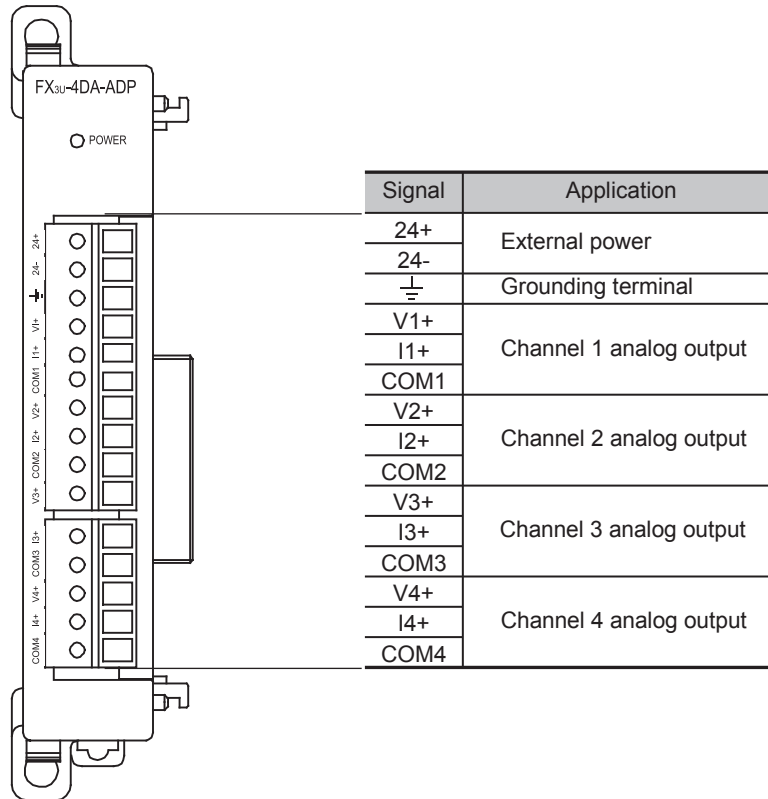 FX3U-4DA-ADP
POWER
24+
24-
V1+
I1+
COM1
V2+
I2+
COM2
V3+
I3+
COM3
V4+
I4+
COM4
Signal Application
24+
External power
24-
Grounding terminal
V1+
I1+ Channel 1 analog output
COM1
V2+
I2+ Channel 2 analog output
COM2
V3+
I3+ Channel 3 analog output
COM3
V4+
I4+ Channel 4 analog output
COM4